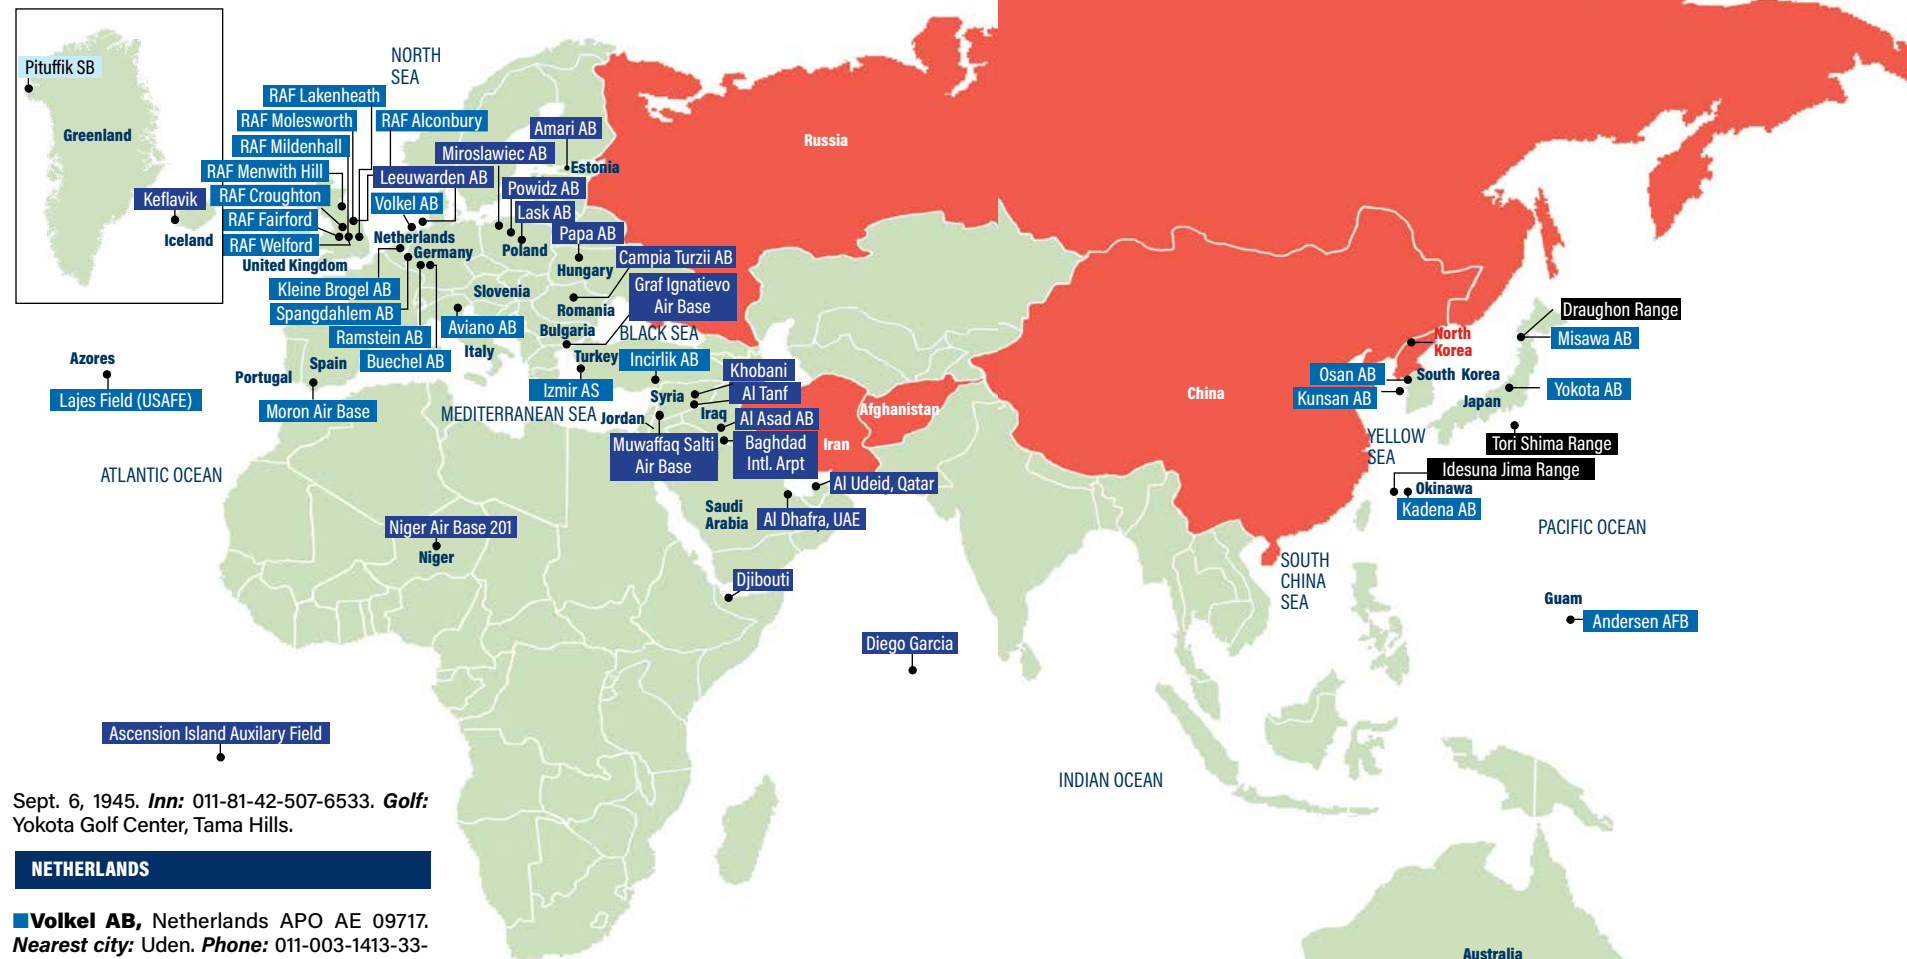 Pituffik SB
Greenland
Keflavik
Iceland
NORTH
SEA
RAF Lakenheath
RAF Molesworth
RAF Alconbury
RAF Mildenhall
RAF Menwith Hill
RAF Croughton
RAF Fairford
RAF Welford
United Kingdom
Amari AB
Estonia
Miroslawiec AB
Leeuwarden AB
Powidz AB
Volkel AB
Lask AB
Papa AB
Netherlands
Germany
Poland
Hungary
Campia Turzii AB
Graf Ignatievo
Air Base
Kleine Brogel AB
Spangdahlem AB
Ramstein AB
Buechel AB
Slovenia
Romania
Aviano AB
Bulgaria
BLACK SEA
Italy
Turkey
Incirlik AB
Izmir AS
Azores
Lajes Field (USAFE)
Portugal
Spain
Moron Air Base
MEDITERRANEAN SEA
Khobani
Syria
Al Tanf
Jordan
Iraq
Al Asad AB
Muwaffaq Salti
Air Base
Baghdad
Intl. Arpt
Iran
Afghanistan
Russia
China
North
Korea
Osan AB
South Korea
Kunsan AB
Draughon Range
Misawa AB
Yokota AB
Japan
Tori Shima Range
YELLOW
SEA
Idesuna Jima Range
Okinawa
Kadena AB
ATLANTIC OCEAN
Al Udeid, Qatar
Saudi
Arabia
Al Dhafra, UAE
Niger Air Base 201
Niger
Djibouti
PACIFIC OCEAN
SOUTH
CHINA
SEA
Guam
Andersen AFB
Diego Garcia
Ascension Island Auxilary Field
INDIAN OCEAN
Australia
Sept. 6, 1945. Inn: 011-81-42-507-6533. Golf:
Yokota Golf Center, Tama Hills.
NETHERLANDS
Volkel AB, Netherlands APO AE 09717.
Nearest city: Uden. Phone: 011-003-1413-33-